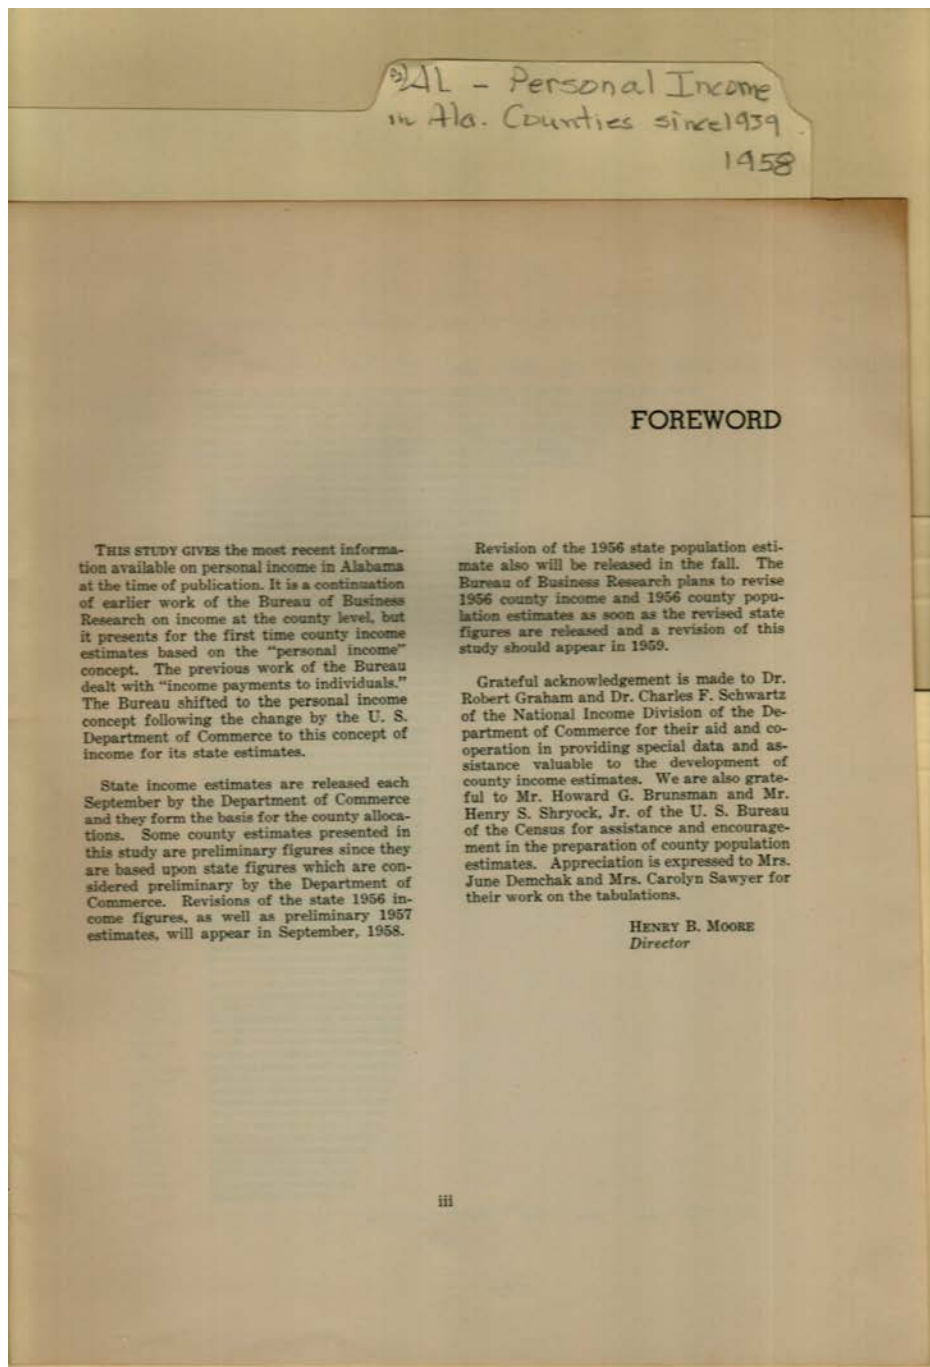 AL - Personal Income
in Ala. Counties since 1939
1958
FOREWORD
THIS STUDY GIVES the most recent informa-
tion available on personal income in Alabama
at the time of publication. It is a continuation
of earlier work of the Bureau of Business
Research on income at the county level, but
it presents for the first time county income
estimates based on the "personal income"
concept. The previous work of the Bureau
dealt with "income payments to individuals."
The Bureau shifted to the personal income
concept following the change by the U. S.
Department of Commerce to this concept of
income for its state estimates.
State income estimates are released each
September by the Department of Commerce
and they form the basis for the county alloca-
tions. Some county estimates presented in
this study are preliminary figures since they
are based upon state figures which are con-
sidered preliminary by the Department of
Commerce. Revisions of the state 1956 in-
come figures, as well as preliminary 1957
estimates, will appear in September, 1958.
Revision of the 1956 state population esti-
mate also will be released in the fall. The
Bureau of Business Research plans to revise
1956 county income and 1956 county popu-
lation estimates as soon as the revised state
figures are released and a revision of this
study should appear in 1959.
Grateful acknowledgement is made to Dr.
Robert Graham and Dr. Charles F. Schwartz
of the National Income Division of the De-
partment of Commerce for their aid and co-
operation in providing special data and as-
sistance valuable to the development of
county income estimates. We are also grate-
ful to Mr. Howard G. Brunsman and Mr.
Henry S. Shryock, Jr. of the U. S. Bureau
of the Census for assistance and encourage-
ment in the preparation of county population
estimates. Appreciation is expressed to Mrs.
June Demchak and Mrs. Carolyn Sawyer for
their work on the tabulations.
HENRY B. MOORE
Director
iii